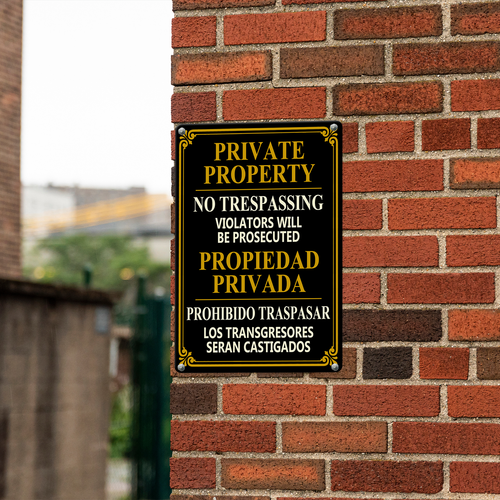 PRIVATE
PROPERTY
NO TRESPASSING
VIOLATORS WILL
BE PROSECUTED
PROPIEDAD
PRIVADA
PROHIBIDO TRASPASAR
LOS TRANSGRESORES
SERAN CASTIGADOS